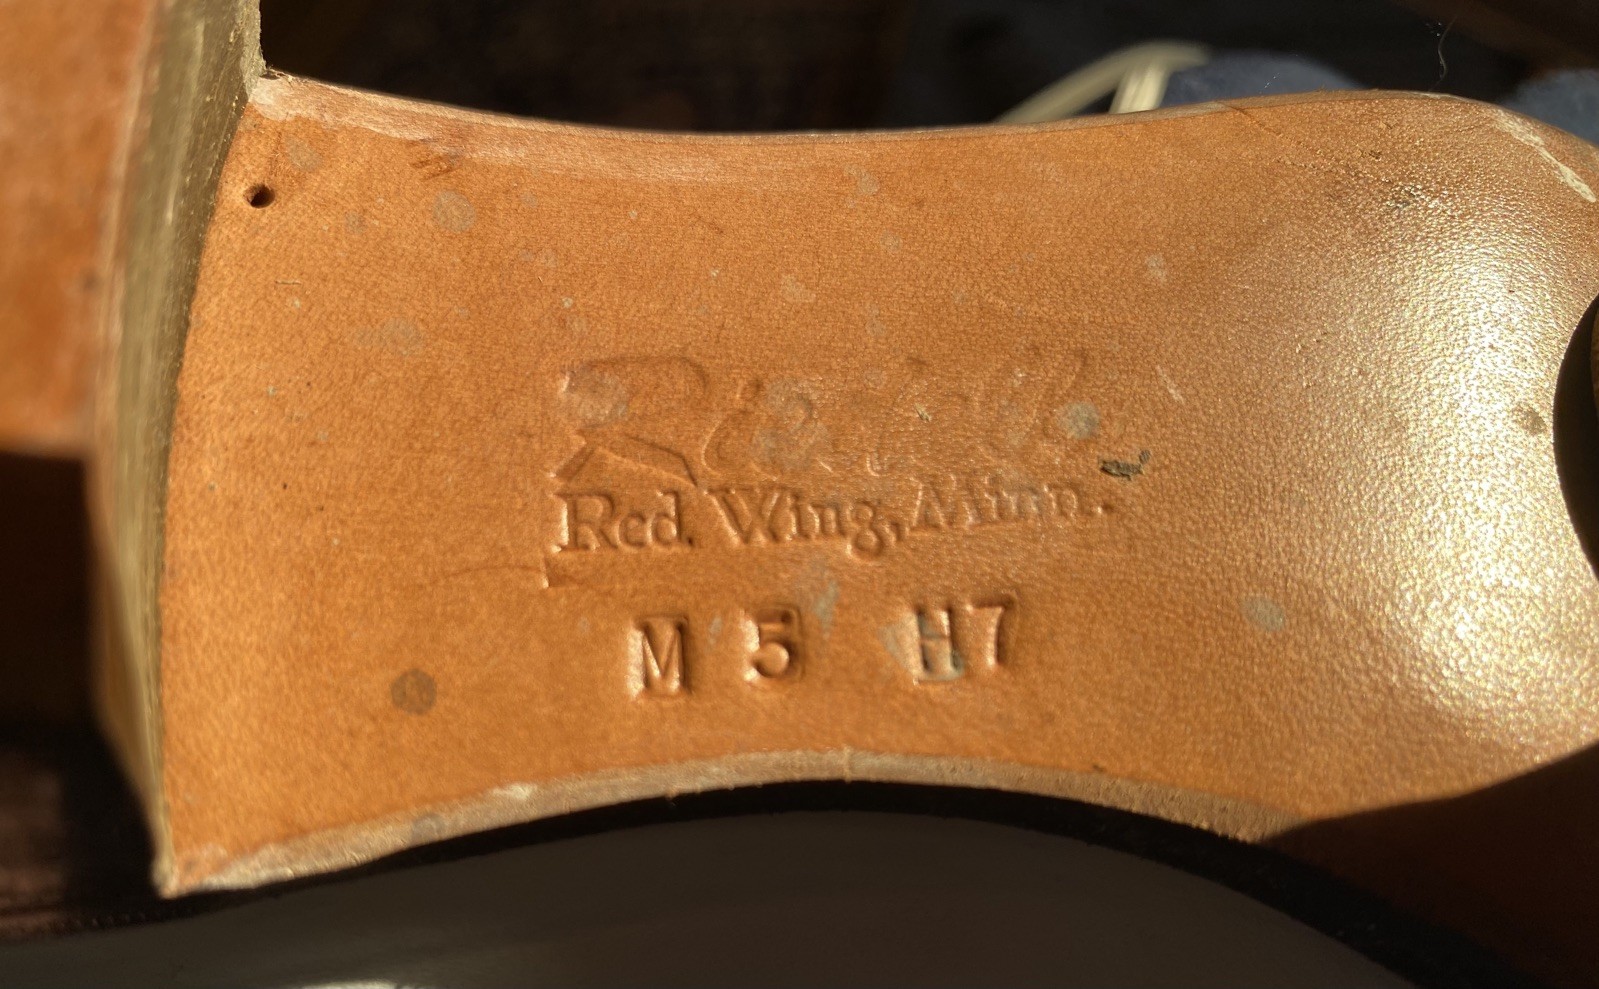 Red Wing, Minn.
M 5 H7